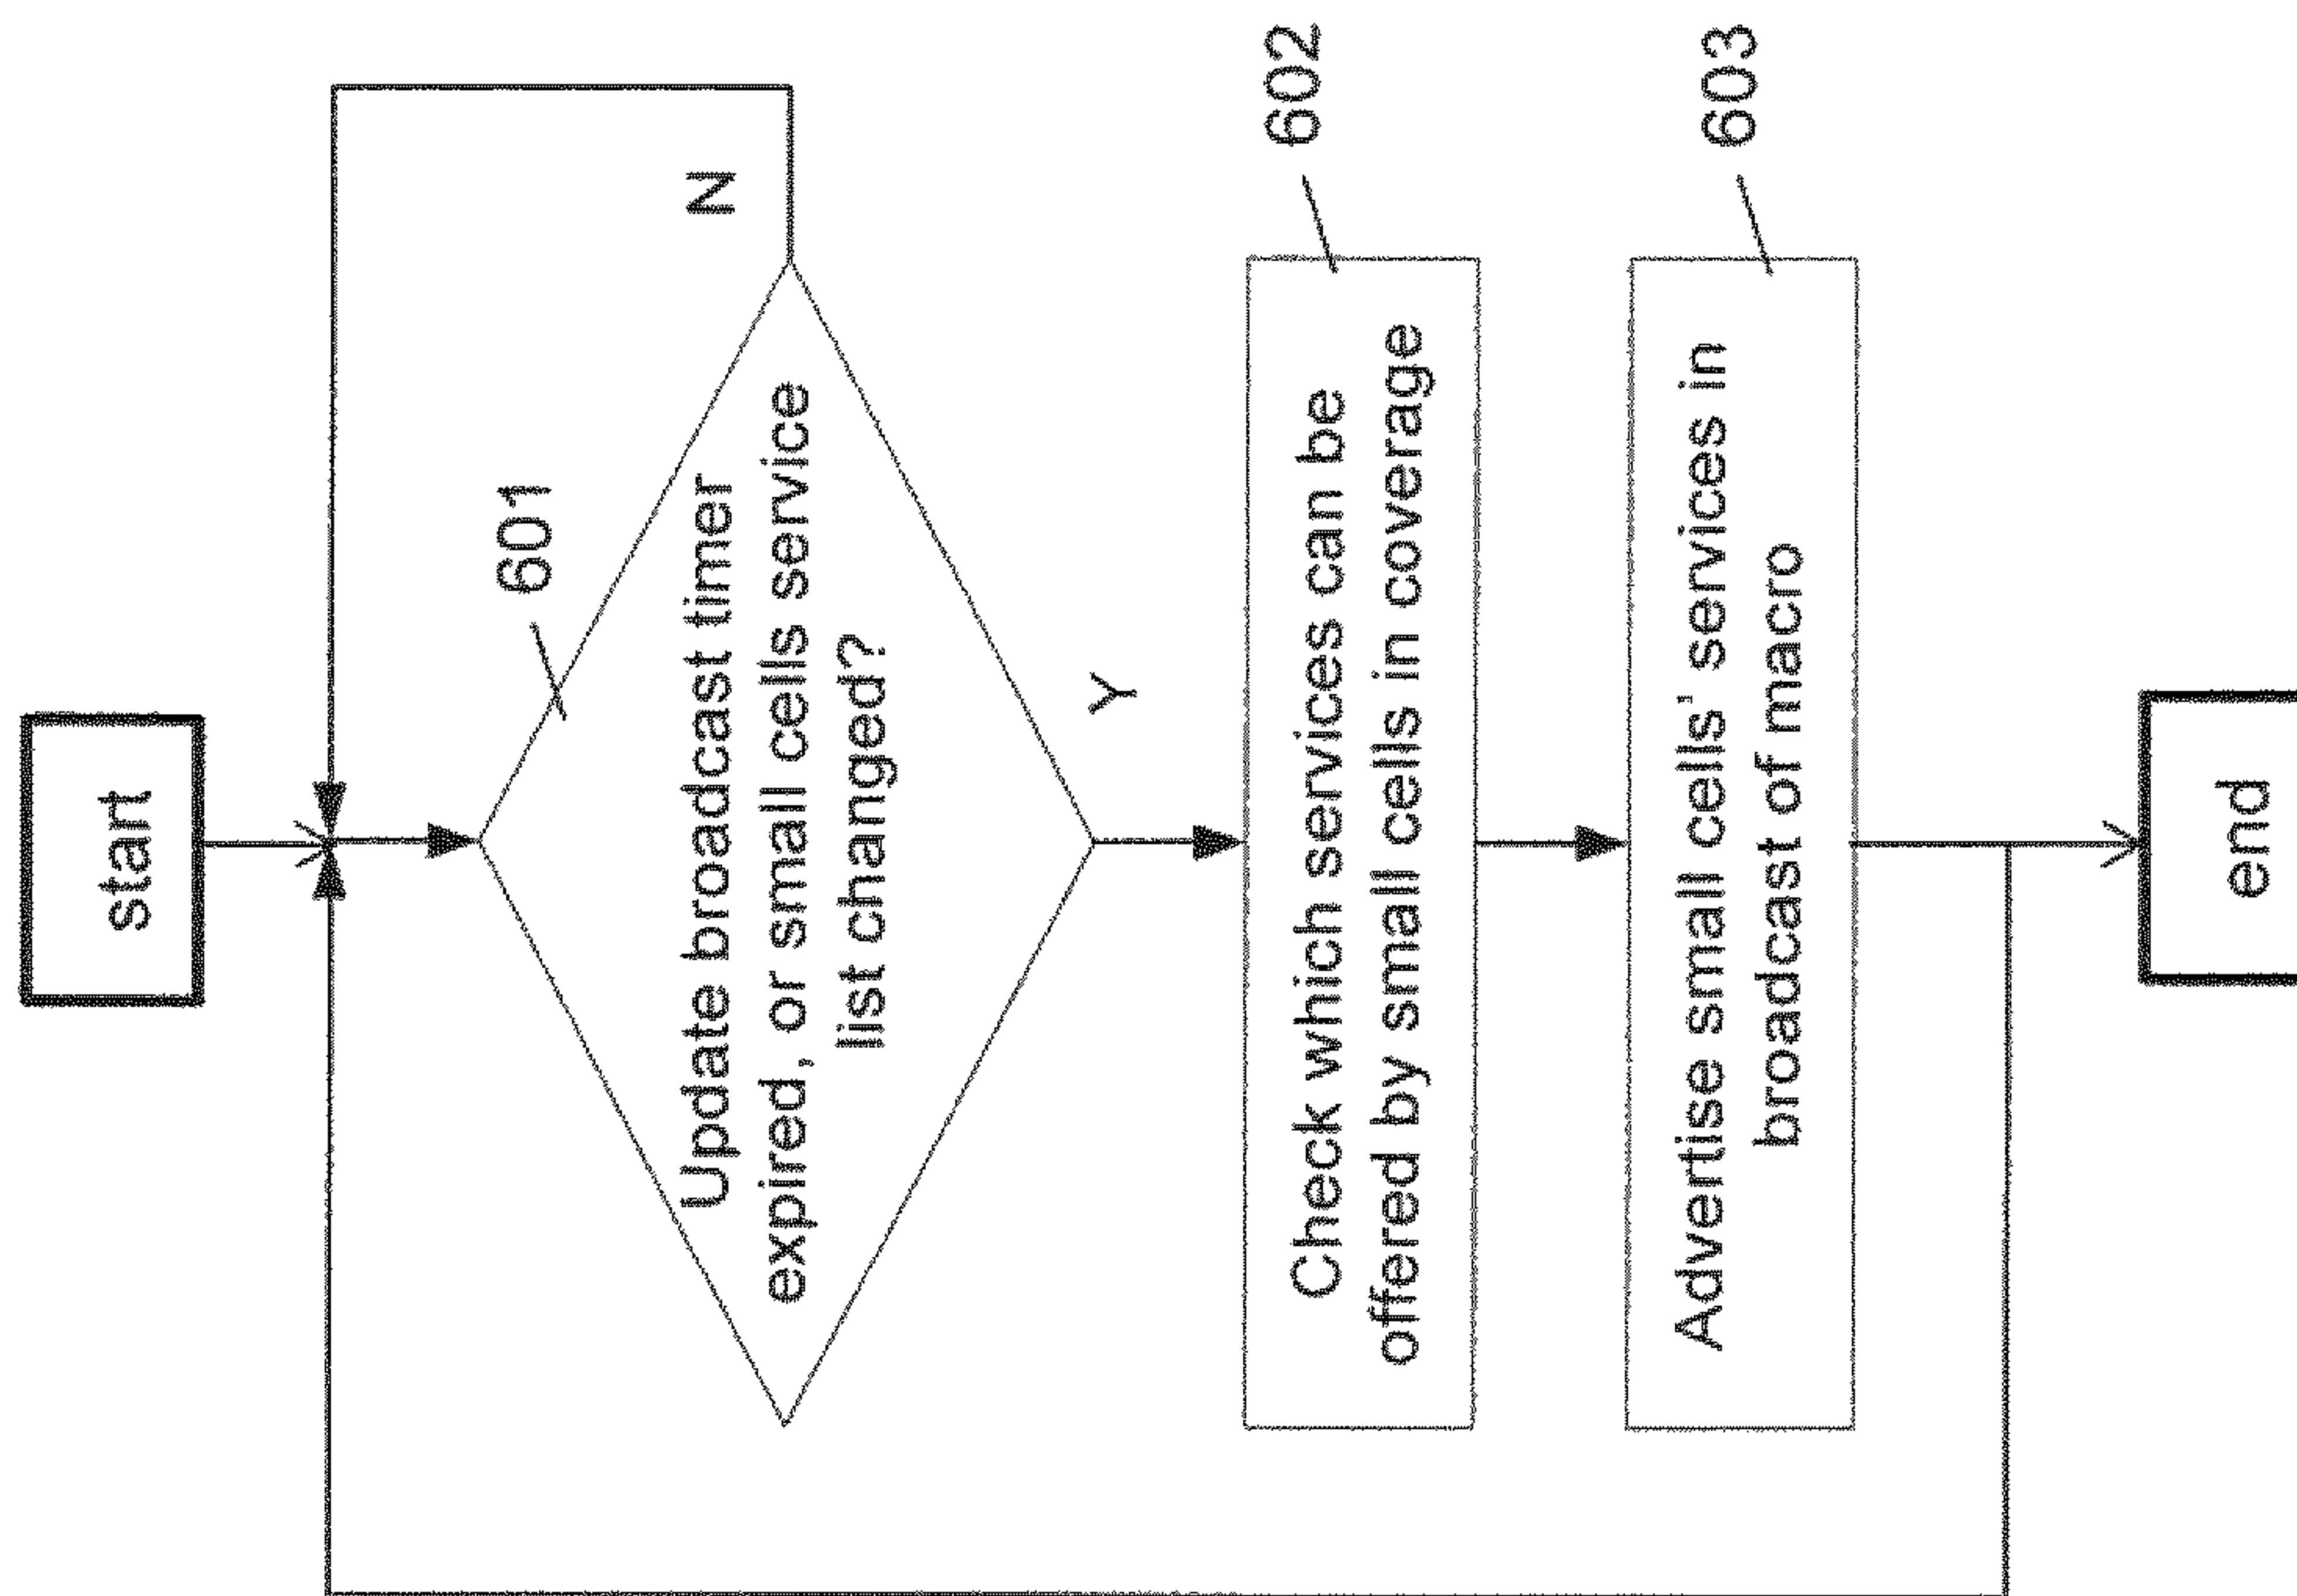 start
601
Update broadcast timer
expired, or small cells service
list changed?
N
Y
602
Check which services can be
offered by small cells in coverage
603
Advertise small cells' services in
broadcast of macro
end